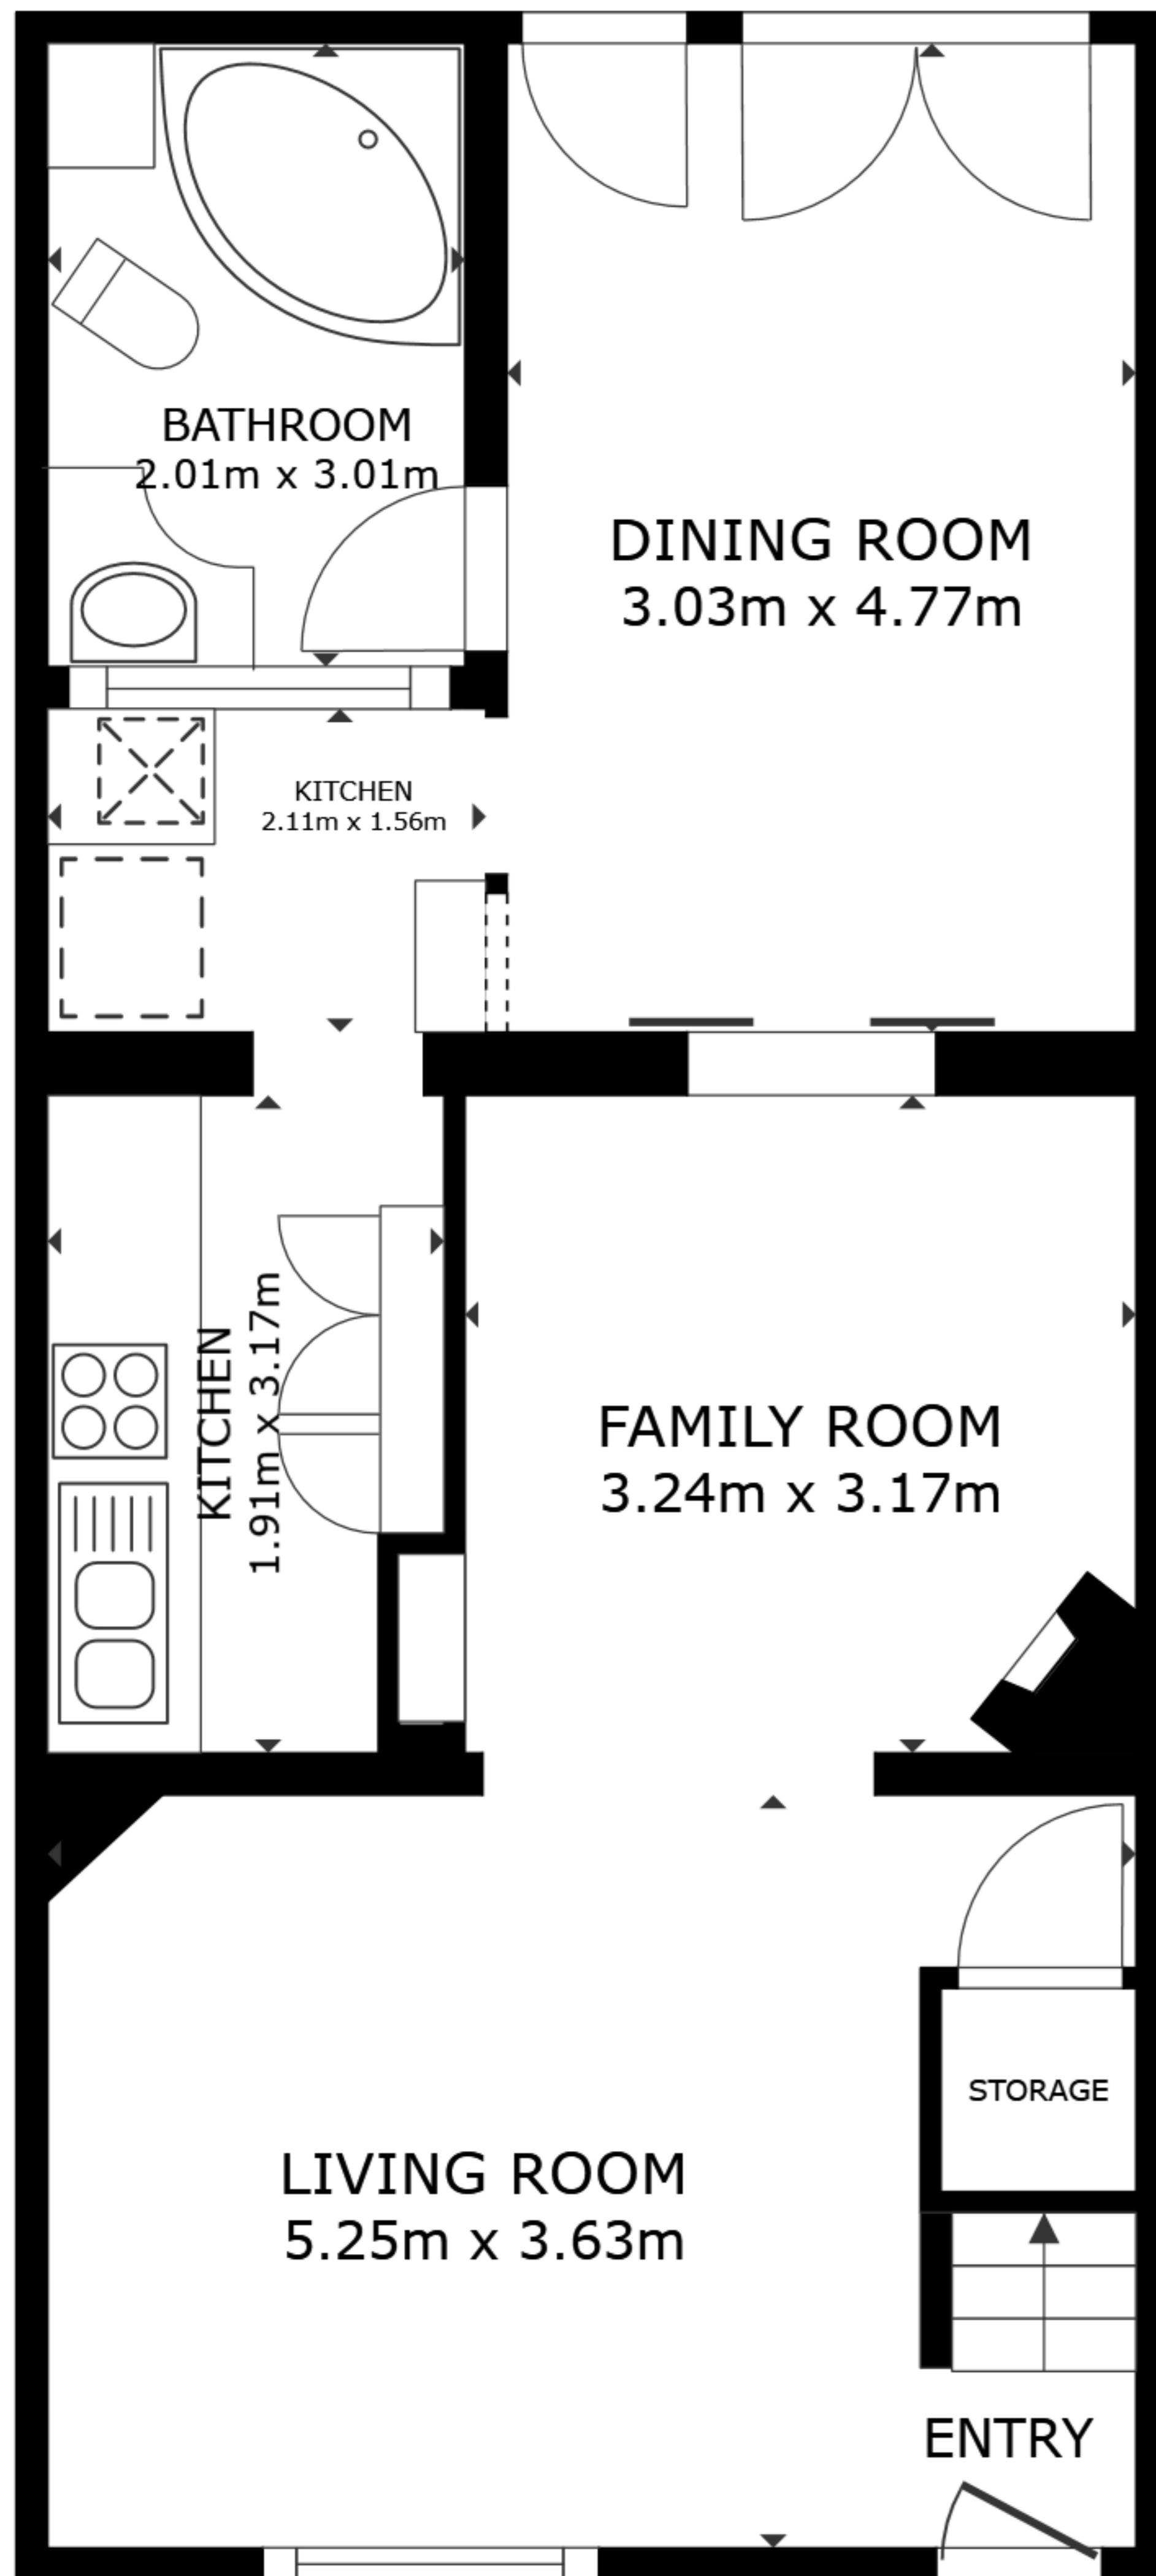 BATHROOM
2.01m x 3.01m
DINING ROOM
3.03m x 4.77m
KITCHEN
2.11m x 1.56m
KITCHEN
1.91m x 3.17m
FAMILY ROOM
3.24m x 3.17m
STORAGE
LIVING ROOM
5.25m x 3.63m
ENTRY